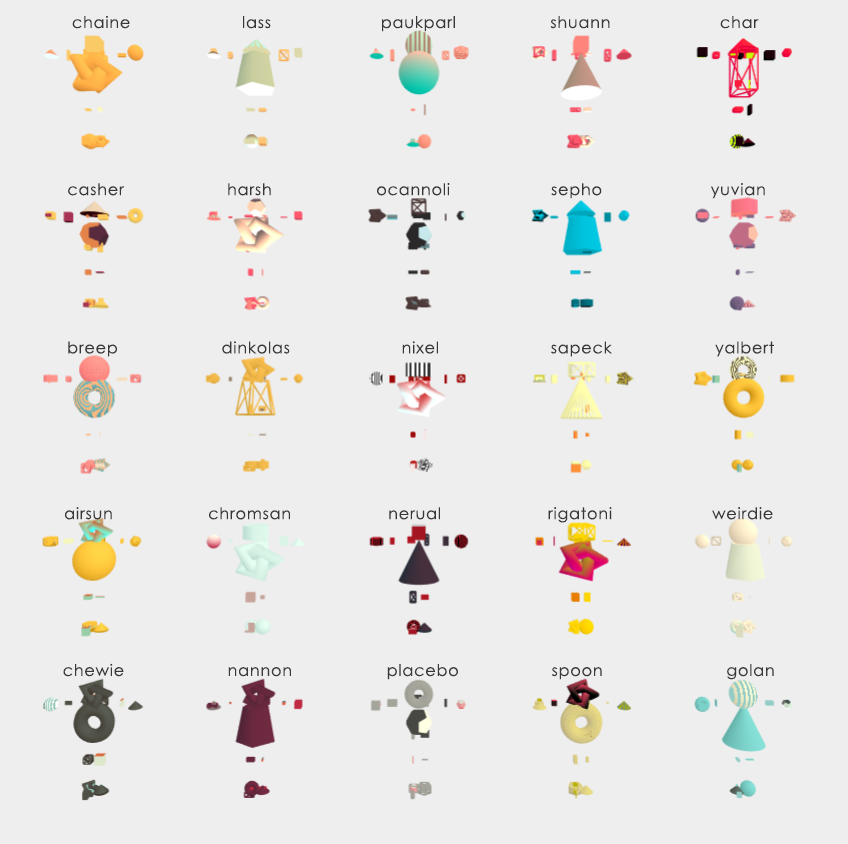 chaine lass paukparl shuann char
casher harsh ocannoli sepho yuvian
breep dinkolas nixel sapeck yalbert
airsun chromsan nerual rigatoni weirdie
chewie nannon placebo spoon golan